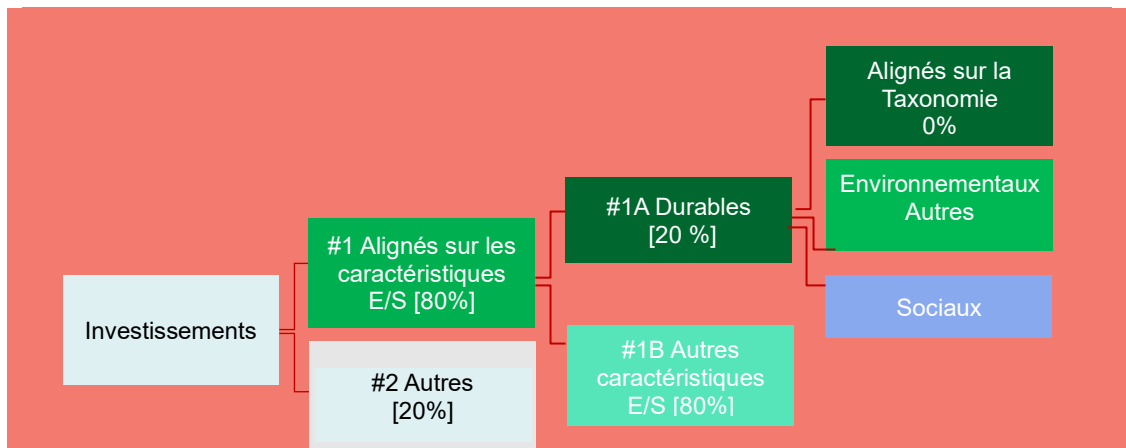 Investissements
#1 Alignés sur les
caractéristiques
E/S [80%]
#2 Autres
[20%]
#1A Durables
[20 %]
#1B Autres
caractéristiques
E/S [80%]
Alignés sur la
Taxonomie
0%
Environnementaux
Autres
Sociaux